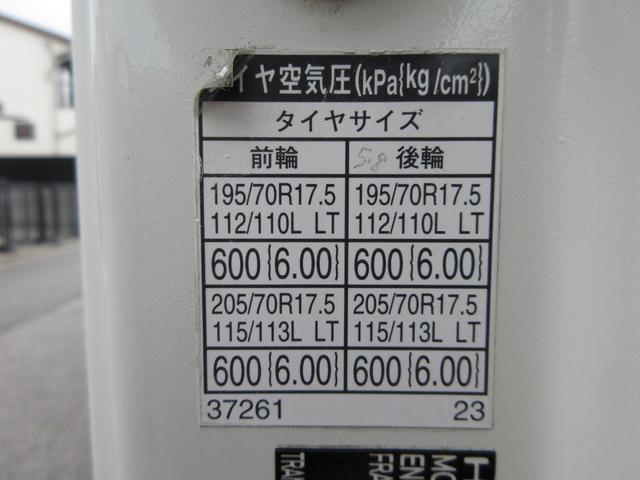 タイヤ空気圧(kPa{kg/cm²})
タイヤサイズ
前輪 5.8 後輪
195/70R17.5 195/70R17.5
112/110L LT 112/110L LT
600{6.00} 600{6.00}
205/70R17.5 205/70R17.5
115/113L LT 115/113L LT
600{6.00} 600{6.00}
37261 23